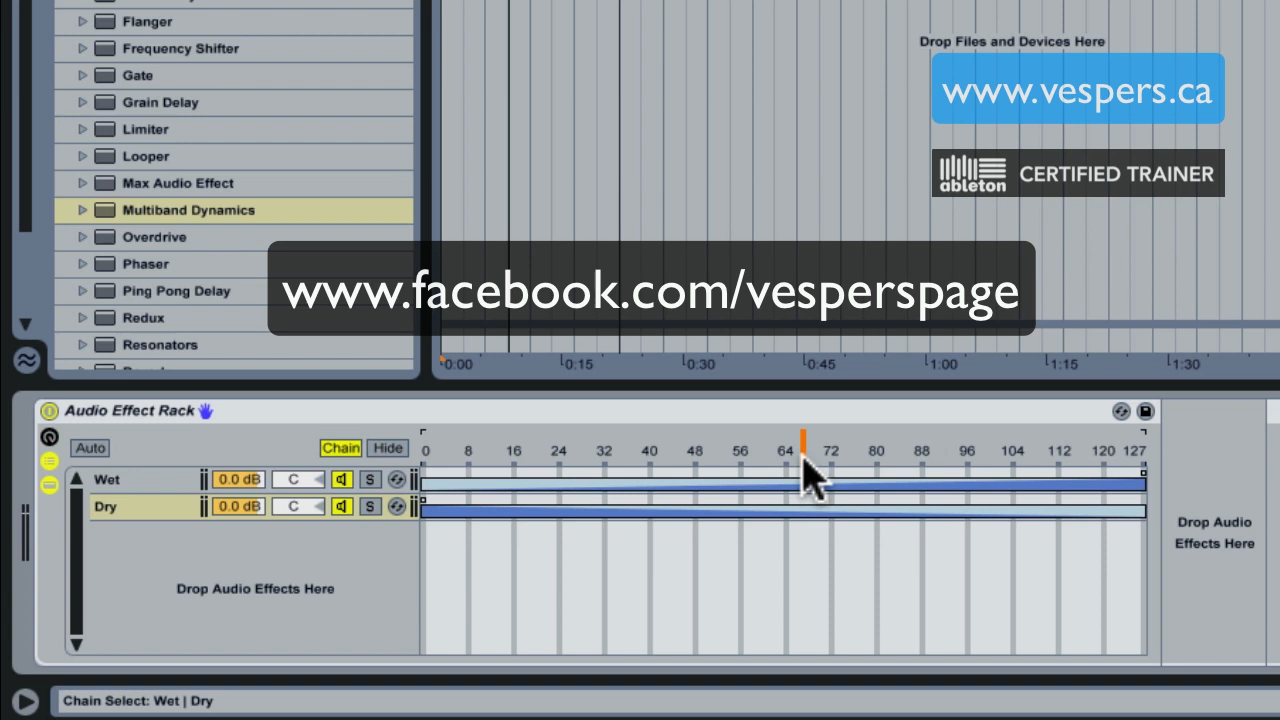 Flanger
Frequency Shifter
Gate
Grain Delay
Limiter
Looper
Max Audio Effect
Multiband Dynamics
Overdrive
Phaser
Ping Pong Delay
Redux
Resonators
Drop Files and Devices Here
www.vespers.ca
ableton CERTIFIED TRAINER
www.facebook.com/vesperspage
0:00 0:15 0:30 0:45 1:00 1:15 1:30
Audio Effect Rack
Auto Chain Hide 0 8 16 24 32 40 48 56 64 72 80 88 96 104 112 120 127
Wet 0.0 dB C S
Dry 0.0 dB C S
Drop Audio Effects Here
Drop Audio
Effects Here
Chain Select: Wet | Dry